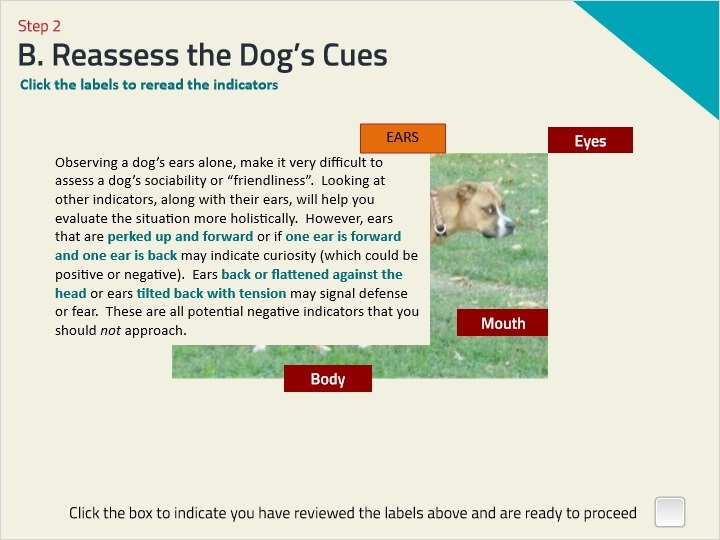 Step 2
B. Reassess the Dog's Cues
Click the labels to reread the indicators
EARS
Eyes
Observing a dog's ears alone, make it very difficult to
assess a dog's sociability or “friendliness”.  Looking at
other indicators, along with their ears, will help you
evaluate the situation more holistically.  However, ears
that are perked up and forward or if one ear is forward
and one ear is back may indicate curiosity (which could be
positive or negative).  Ears back or flattened against the
head or ears tilted back with tension may signal defense
or fear.  These are all potential negative indicators that you
should not approach.
Mouth
Body
Click the box to indicate you have reviewed the labels above and are ready to proceed